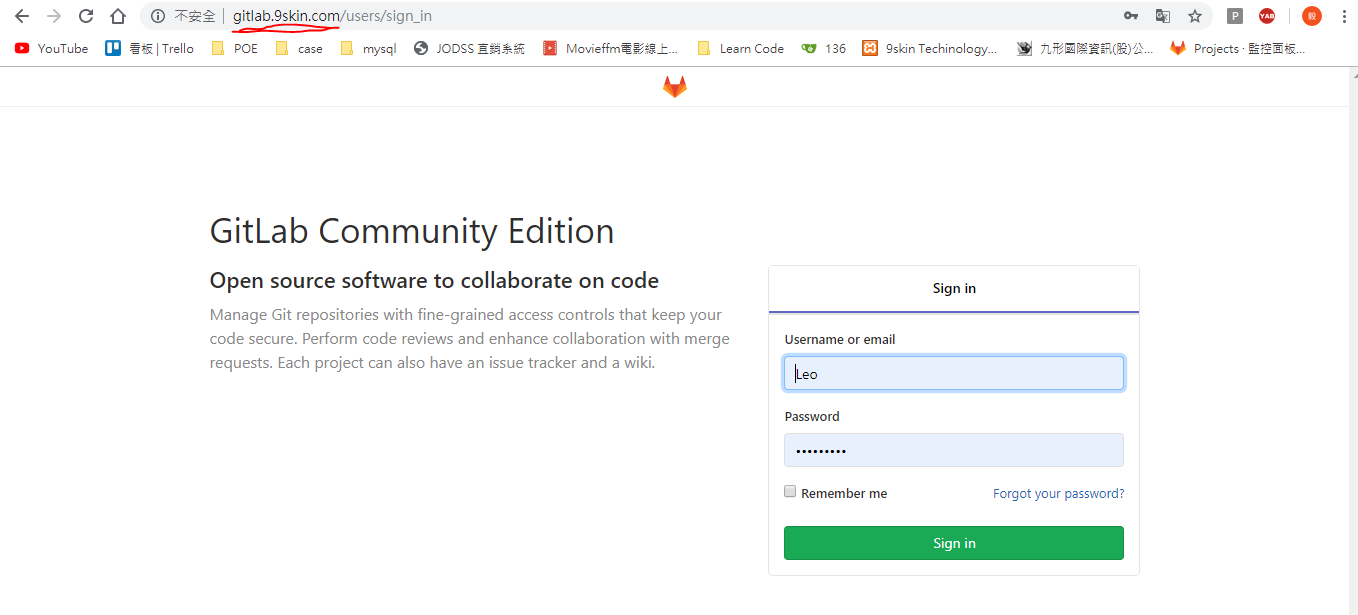 不安全 gitlab.9skin.com/users/sign_in P YAB 毅
YouTube 看板 | Trello POE case mysql JODSS 直銷系統 Movieffm電影線上... Learn Code 136 9skin Techinology... 九形國際資訊(股)公... Projects · 監控面板...
GitLab Community Edition
Open source software to collaborate on code
Manage Git repositories with fine-grained access controls that keep your
code secure. Perform code reviews and enhance collaboration with merge
requests. Each project can also have an issue tracker and a wiki.
Sign in
Username or email
Leo
Password
•••••••••
Remember me Forgot your password?
Sign in